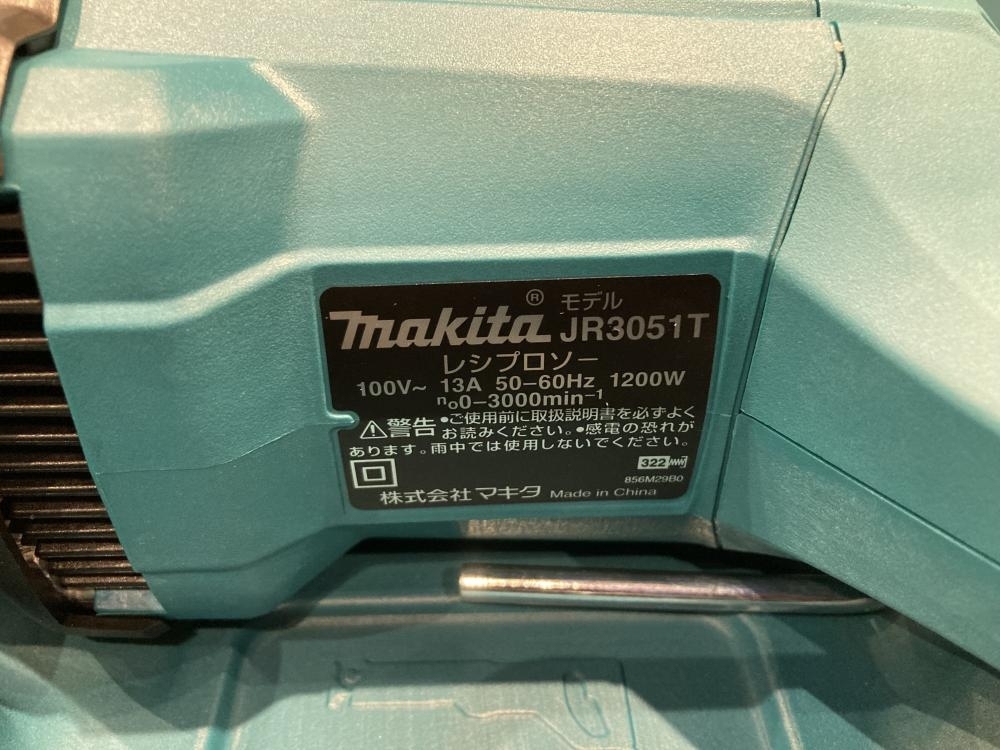 makita® モデル JR3051T
レシプロソー
100V~ 13A 50-60Hz 1200W
n₀0-3000min⁻¹
⚠警告 •ご使用前に取扱説明書を必ずよく
お読みください。•感電の恐れが
あります。雨中では使用しないでください。
322
856M29B0
株式会社 マキタ Made in China